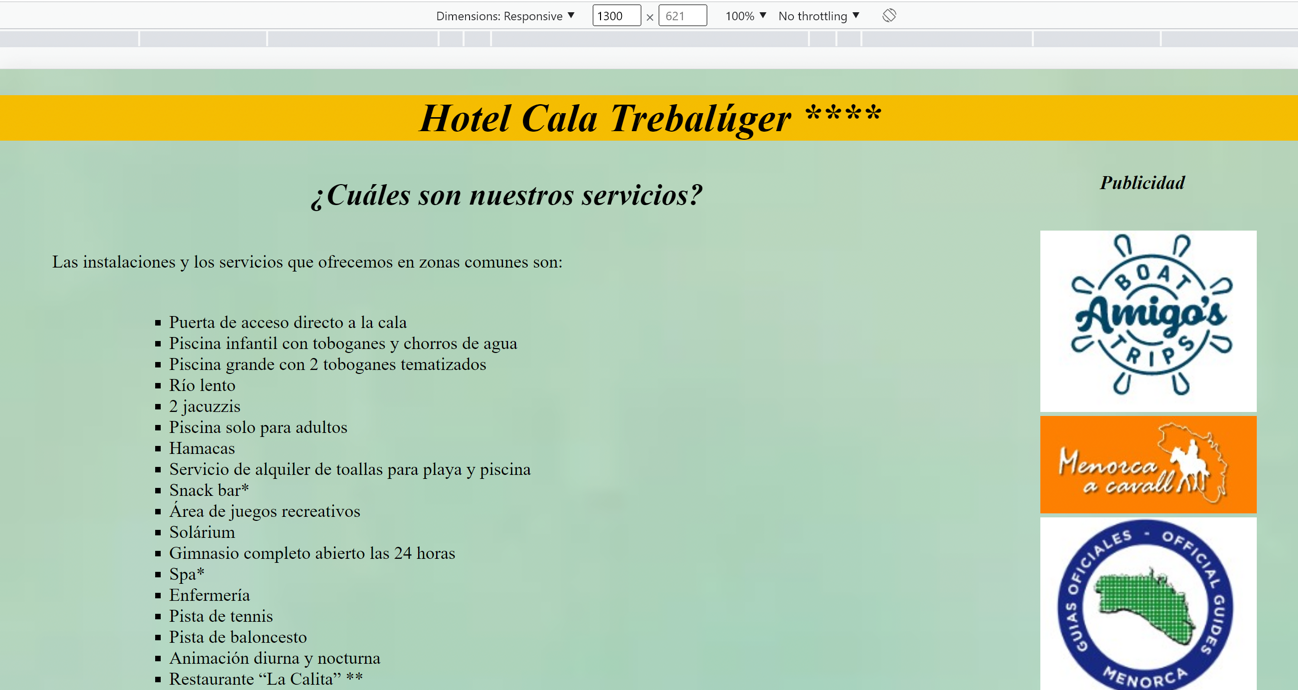 Dimensions: Responsive ▼ 1300 × 621 100% ▼ No throttling ▼
Hotel Cala Trebalúger ****
¿Cuáles son nuestros servicios?
Las instalaciones y los servicios que ofrecemos en zonas comunes son:
▪ Puerta de acceso directo a la cala
▪ Piscina infantil con toboganes y chorros de agua
▪ Piscina grande con 2 toboganes tematizados
▪ Río lento
▪ 2 jacuzzis
▪ Piscina solo para adultos
▪ Hamacas
▪ Servicio de alquiler de toallas para playa y piscina
▪ Snack bar*
▪ Área de juegos recreativos
▪ Solárium
▪ Gimnasio completo abierto las 24 horas
▪ Spa*
▪ Enfermería
▪ Pista de tennis
▪ Pista de baloncesto
▪ Animación diurna y nocturna
▪ Restaurante “La Calita” **
Publicidad
BOAT
Amigo's
TRIPS
Menorca
a cavall
GUIAS OFICIALES - OFFICIAL GUIDES
MENORCA